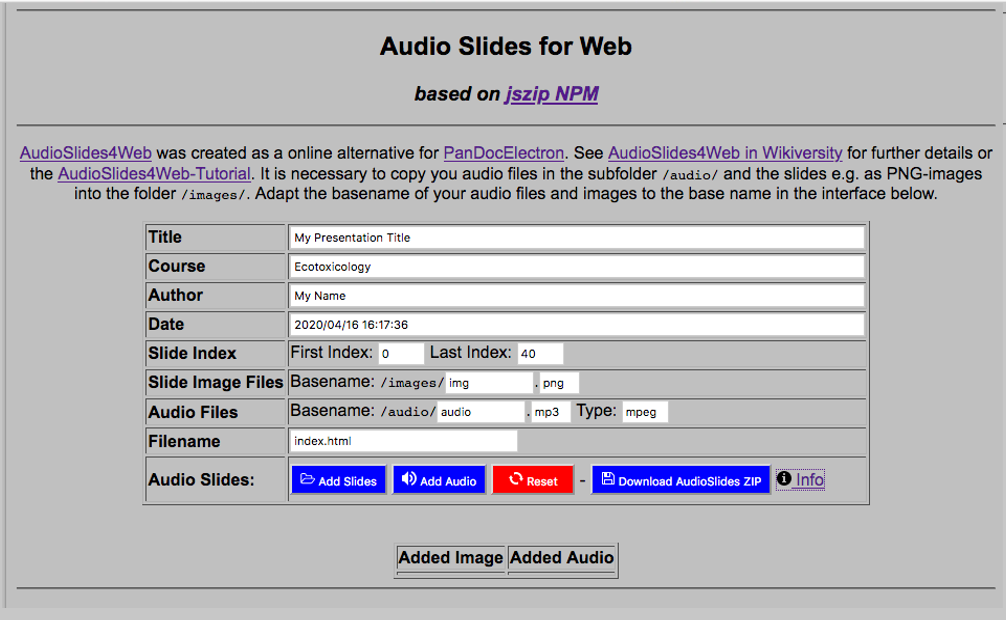 Audio Slides for Web
based on jszip NPM
AudioSlides4Web was created as a online alternative for PanDocElectron. See AudioSlides4Web in Wikiversity for further details or
the AudioSlides4Web-Tutorial. It is necessary to copy you audio files in the subfolder /audio/ and the slides e.g. as PNG-images
into the folder /images/. Adapt the basename of your audio files and images to the base name in the interface below.
Title My Presentation Title
Course Ecotoxicology
Author My Name
Date 2020/04/16 16:17:36
Slide Index First Index: 0 Last Index: 40
Slide Image Files Basename: /images/ img . png
Audio Files Basename: /audio/ audio . mp3 Type: mpeg
Filename index.html
Audio Slides: Add Slides Add Audio Reset - Download AudioSlides ZIP Info
Added Image Added Audio